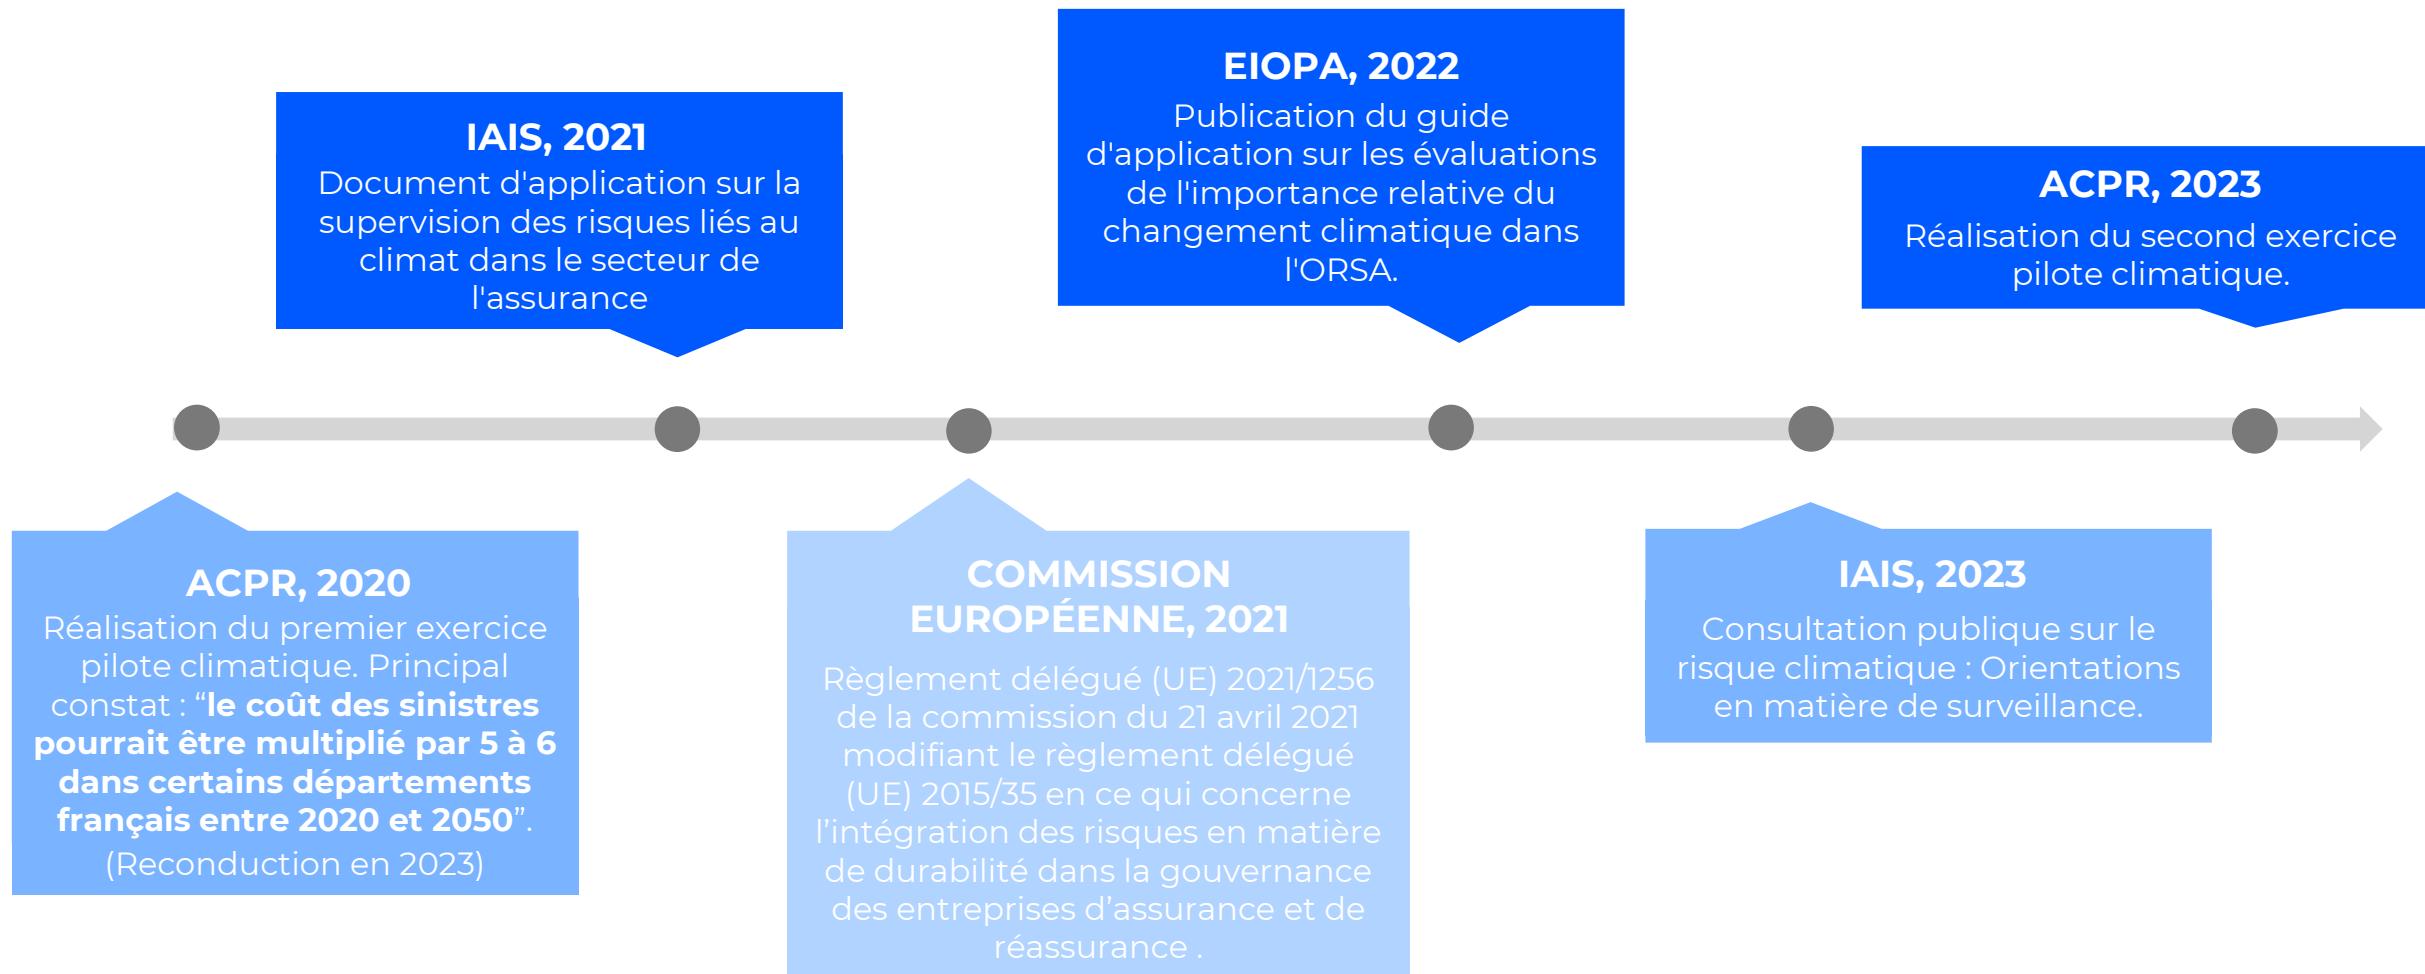 ACPR, 2020
Réalisation du premier exercice
pilote climatique. Principal
constat : “le coût des sinistres
pourrait être multiplié par 5 à 6
dans certains départements
français entre 2020 et 2050”.
(Reconduction en 2023)
IAIS, 2021
Document d'application sur la
supervision des risques liés au
climat dans le secteur de
l'assurance
COMMISSION
EUROPÉENNE, 2021
Règlement délégué (UE) 2021/1256
de la commission du 21 avril 2021
modifiant le règlement délégué
(UE) 2015/35 en ce qui concerne
l’intégration des risques en matière
de durabilité dans la gouvernance
des entreprises d’assurance et de
réassurance .
EIOPA, 2022
Publication du guide
d'application sur les évaluations
de l'importance relative du
changement climatique dans
l'ORSA.
IAIS, 2023
Consultation publique sur le
risque climatique : Orientations
en matière de surveillance.
ACPR, 2023
Réalisation du second exercice
pilote climatique.